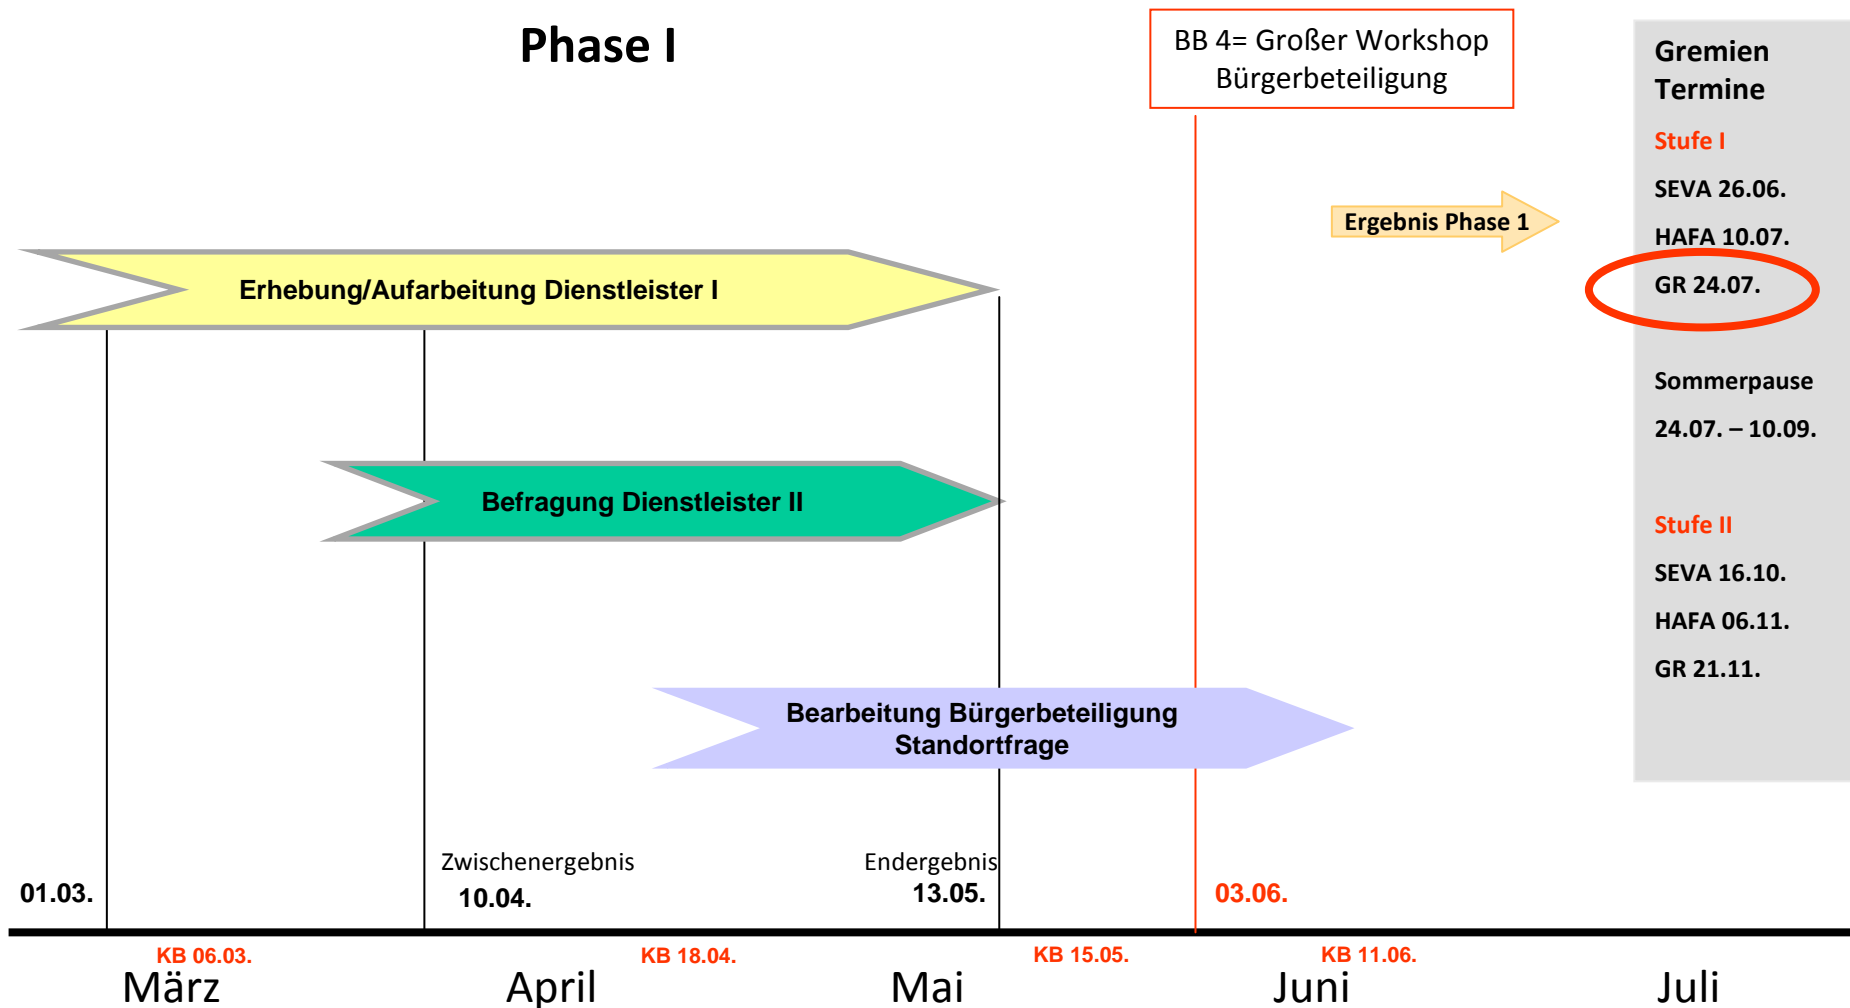 Phase I
BB 4= Großer Workshop
Bürgerbeteiligung
Gremien
Termine
Stufe I
SEVA 26.06.
HAFA 10.07.
GR 24.07.
Sommerpause
24.07. – 10.09.
Stufe II
SEVA 16.10.
HAFA 06.11.
GR 21.11.
Ergebnis Phase 1
Erhebung/Aufarbeitung Dienstleister I
Befragung Dienstleister II
Bearbeitung Bürgerbeteiligung
Standortfrage
Zwischenergebnis
Endergebnis
01.03.
10.04.
13.05.
03.06.
KB 06.03.
KB 18.04.
KB 15.05.
KB 11.06.
März
April
Mai
Juni
Juli